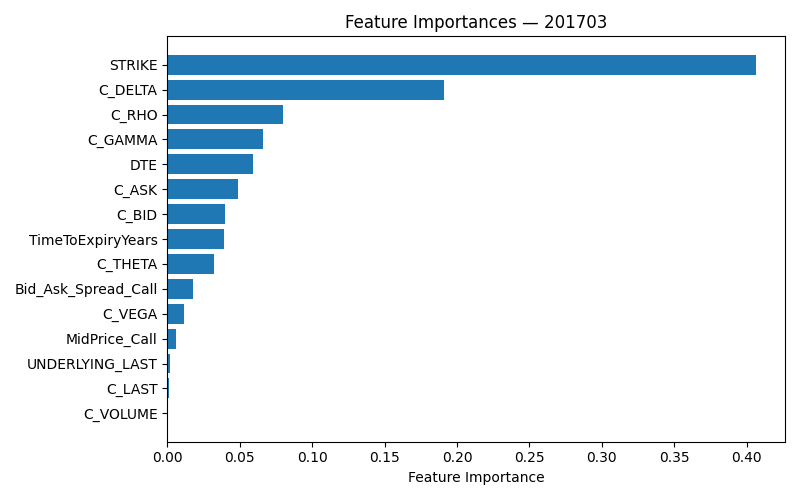 Feature Importances — 201703
STRIKE
C_DELTA
C_RHO
C_GAMMA
DTE
C_ASK
C_BID
TimeToExpiryYears
C_THETA
Bid_Ask_Spread_Call
C_VEGA
MidPrice_Call
UNDERLYING_LAST
C_LAST
C_VOLUME
0.00 0.05 0.10 0.15 0.20 0.25 0.30 0.35 0.40
Feature Importance